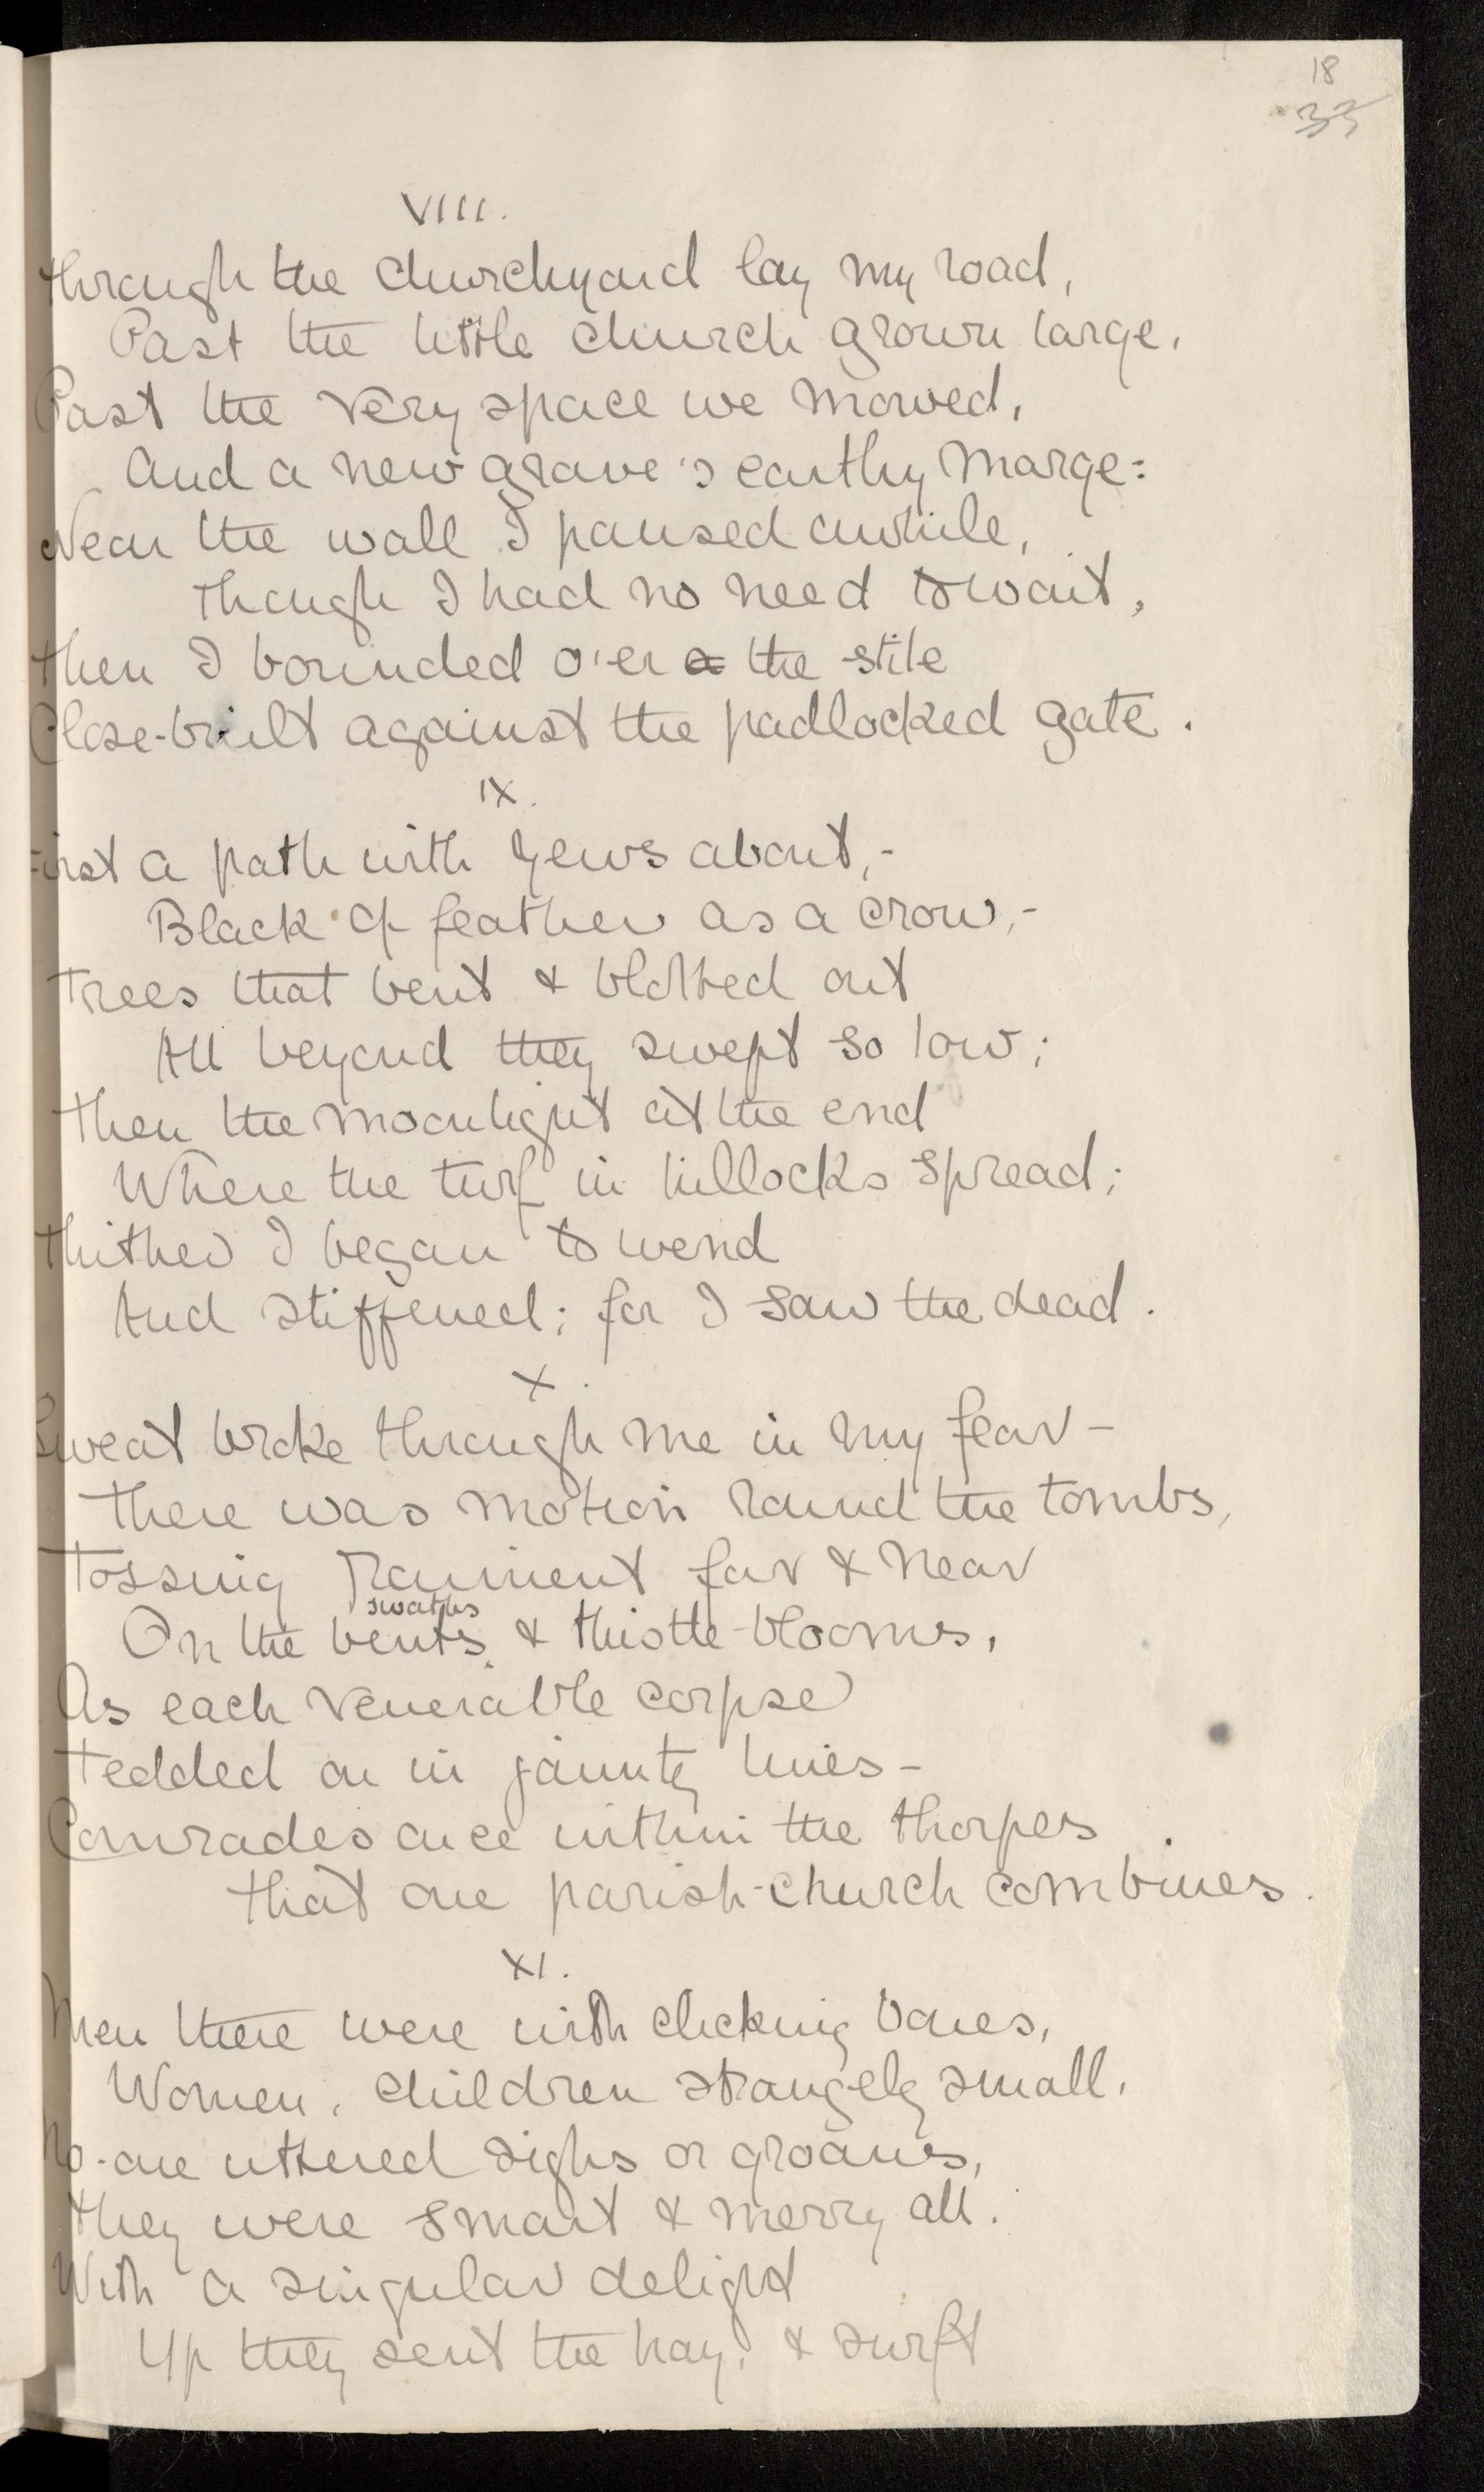 18
33
VIII.
Through the churchyard lay my road,
Past the little church grown large,
Past the very space we mowed,
And a new grave's earthy marge:
Near the wall I paused awhile,
Though I had no need to wait,
Then I bounded o'er a the stile
Close-built against the padlocked gate.
IX.
First a path with yews about,-
Black of feather as a crow,-
Trees that bent & blotted out
All beyond they swept so low;
Then the moonlight at the end
Where the turf in hillocks spread;
Thither I began to wend
And stiffened; for I saw the dead.
X.
Sweat broke through me in my fear -
There was motion round the tombs,
Tossing raiment far & near
swaths
On the bents & thistle-blooms,
As each venerable corpse
Tedded on in jaunty lines -
Comrades once within the thorpes
That one parish-church combines.
XI.
Men there were with clicking bones,
Women, children strangely small,
No-one uttered sighs or groans,
They were smart & merry all.
With a singular delight
Up they sent the hay, & swift